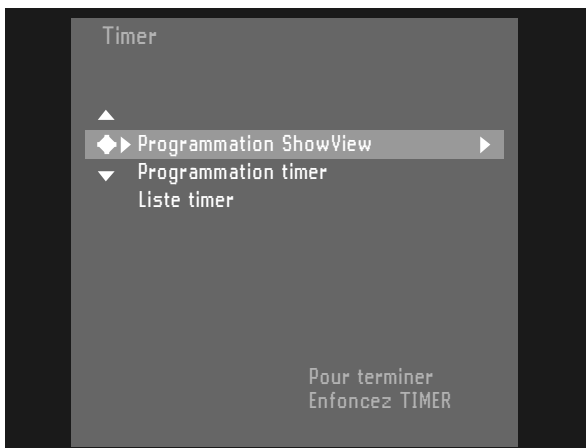 Timer
Programmation ShowView
Programmation timer
Liste timer
Pour terminer
Enfoncez TIMER